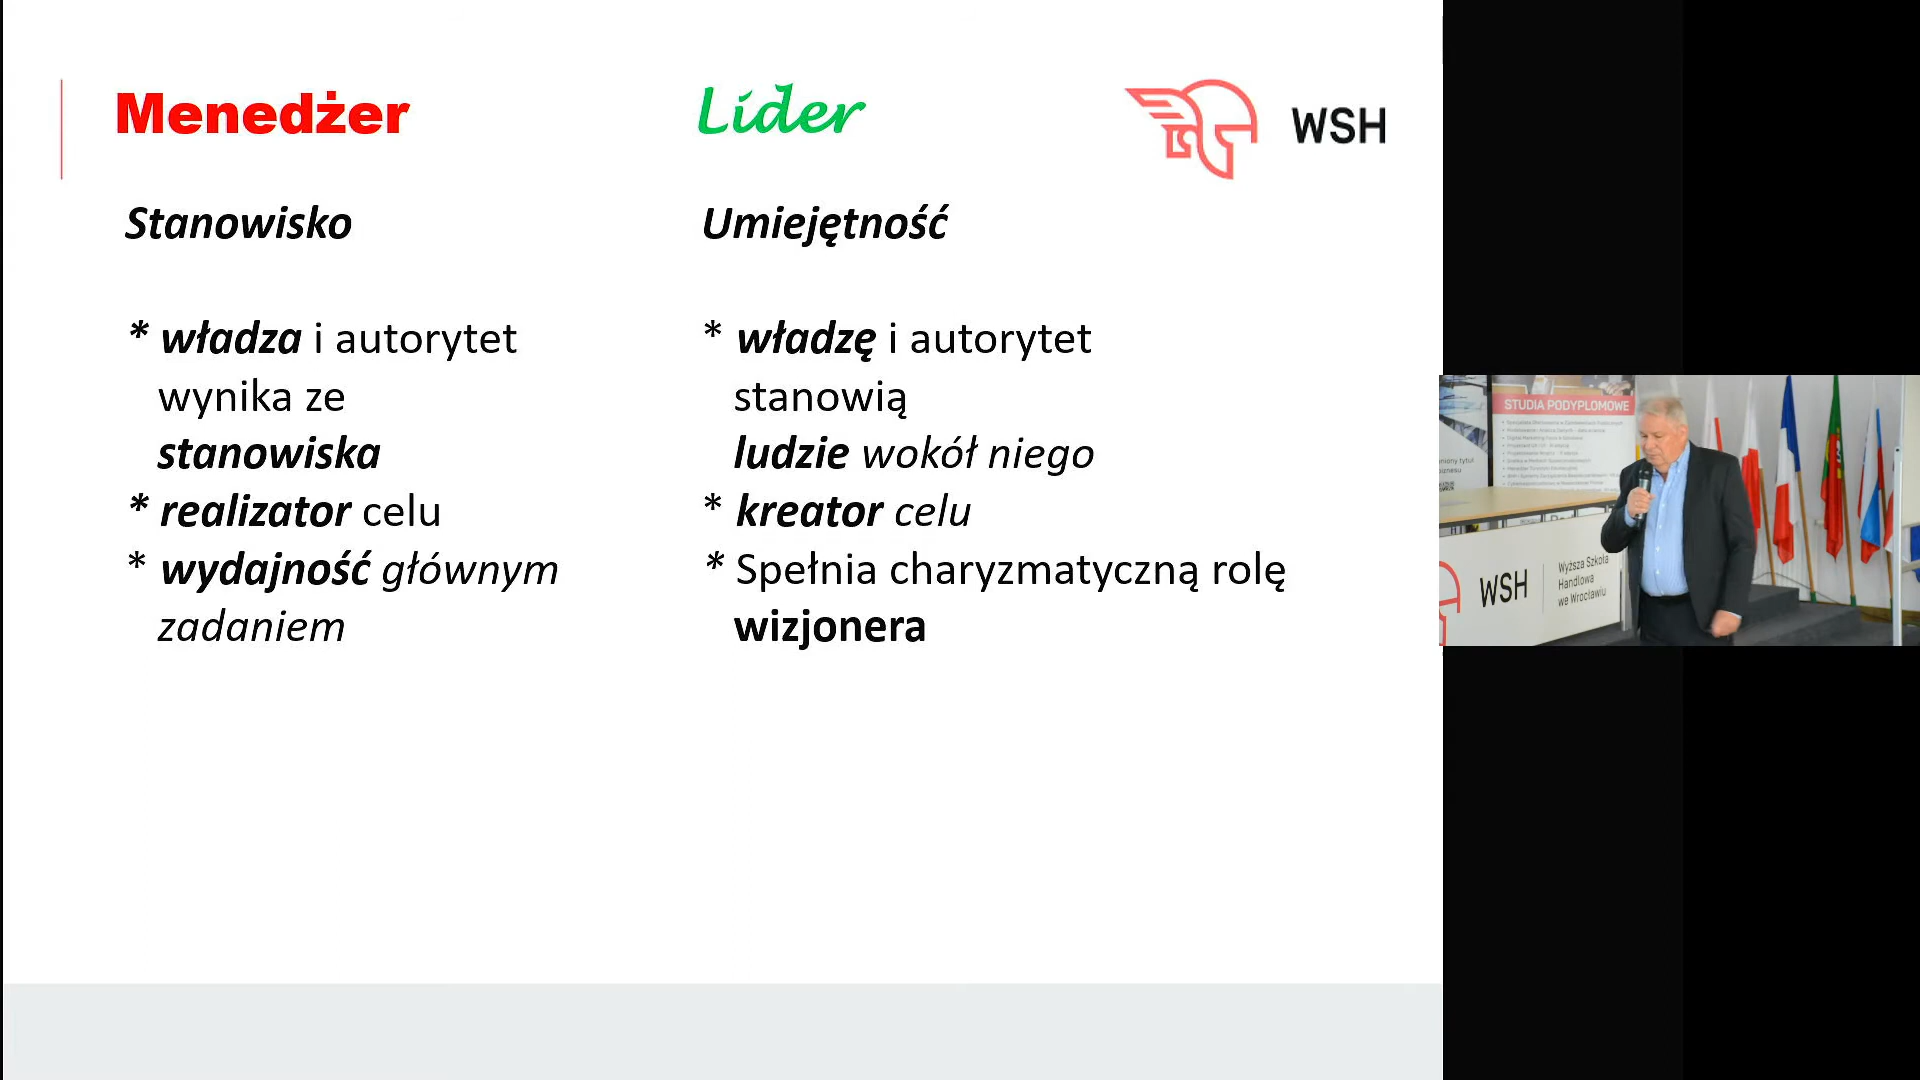 Menedżer
Líder
WSH
Stanowisko
* władza i autorytet
wynika ze
stanowiska
* realizator celu
* wydajność głównym
zadaniem
Umiejętność
* władzę i autorytet
stanowią
ludzie wokół niego
* kreator celu
* Spełnia charyzmatyczną rolę
wizjonera
STUDIA PODYPLOMOWE
WSH
Wyższa Szkoła
Handlowa
we Wrocławiu